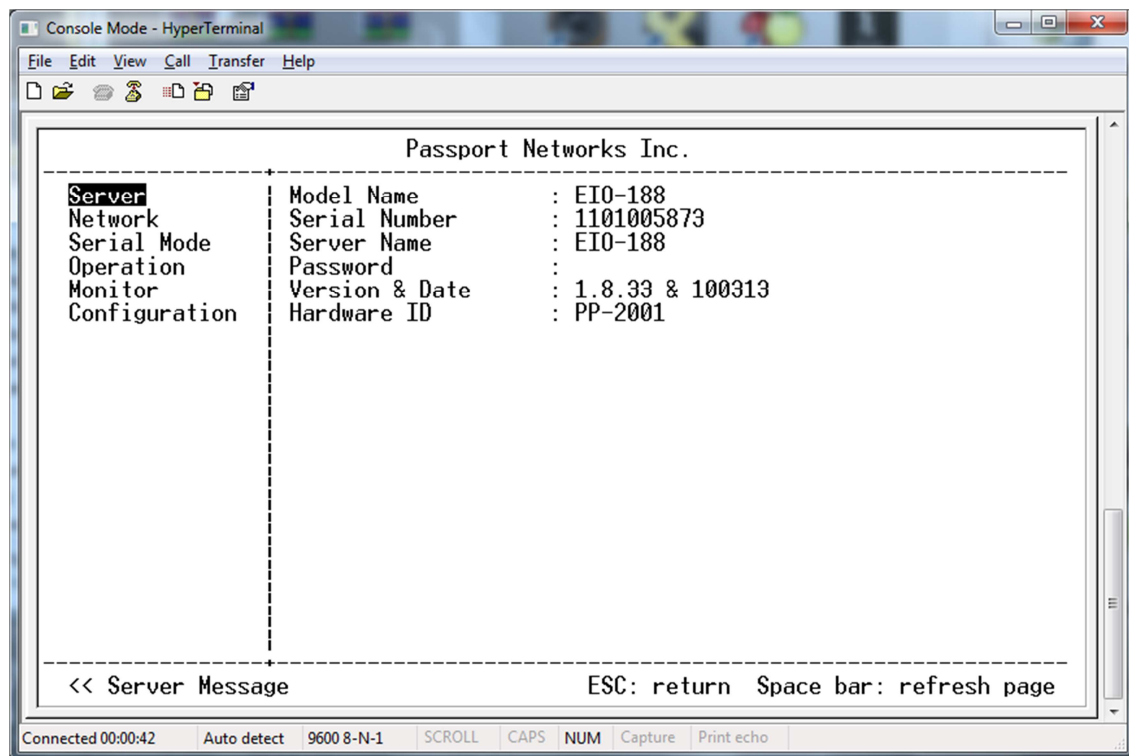 Console Mode - HyperTerminal
File Edit View Call Transfer Help
Passport Networks Inc.
Server Model Name : EIO-188
Network Serial Number : 1101005873
Serial Mode Server Name : EIO-188
Operation Password :
Monitor Version & Date : 1.8.33 & 100313
Configuration Hardware ID : PP-2001
<< Server Message ESC: return Space bar: refresh page
Connected 00:00:42 Auto detect 9600 8-N-1 SCROLL CAPS NUM Capture Print echo